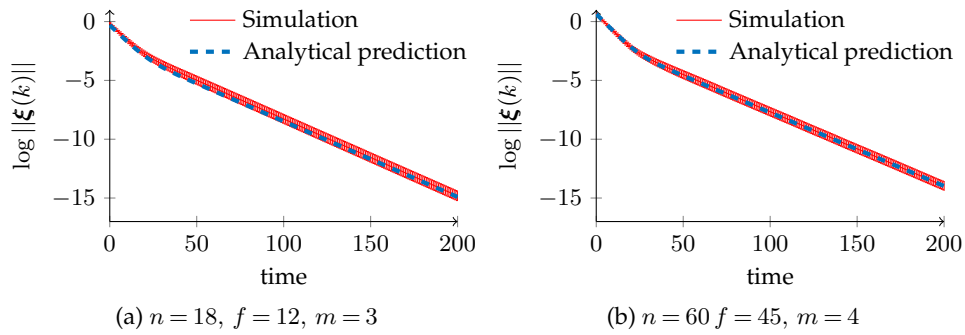 0
−5
−10
−15
log ||ξ(k)||
Simulation
Analytical prediction
0 50 100 150 200
time
(a) n = 18, f = 12, m = 3
0
−5
−10
−15
log ||ξ(k)||
Simulation
Analytical prediction
0 50 100 150 200
time
(b) n = 60 f = 45, m = 4